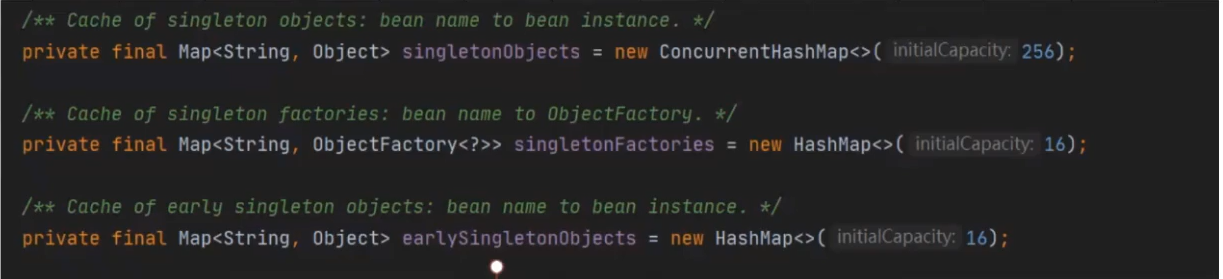 /** Cache of singleton objects: bean name to bean instance. */
private final Map<String, Object> singletonObjects = new ConcurrentHashMap<>( initialCapacity: 256);
/** Cache of singleton factories: bean name to ObjectFactory. */
private final Map<String, ObjectFactory<?>> singletonFactories = new HashMap<>( initialCapacity: 16);
/** Cache of early singleton objects: bean name to bean instance. */
private final Map<String, Object> earlySingletonObjects = new HashMap<>( initialCapacity: 16);